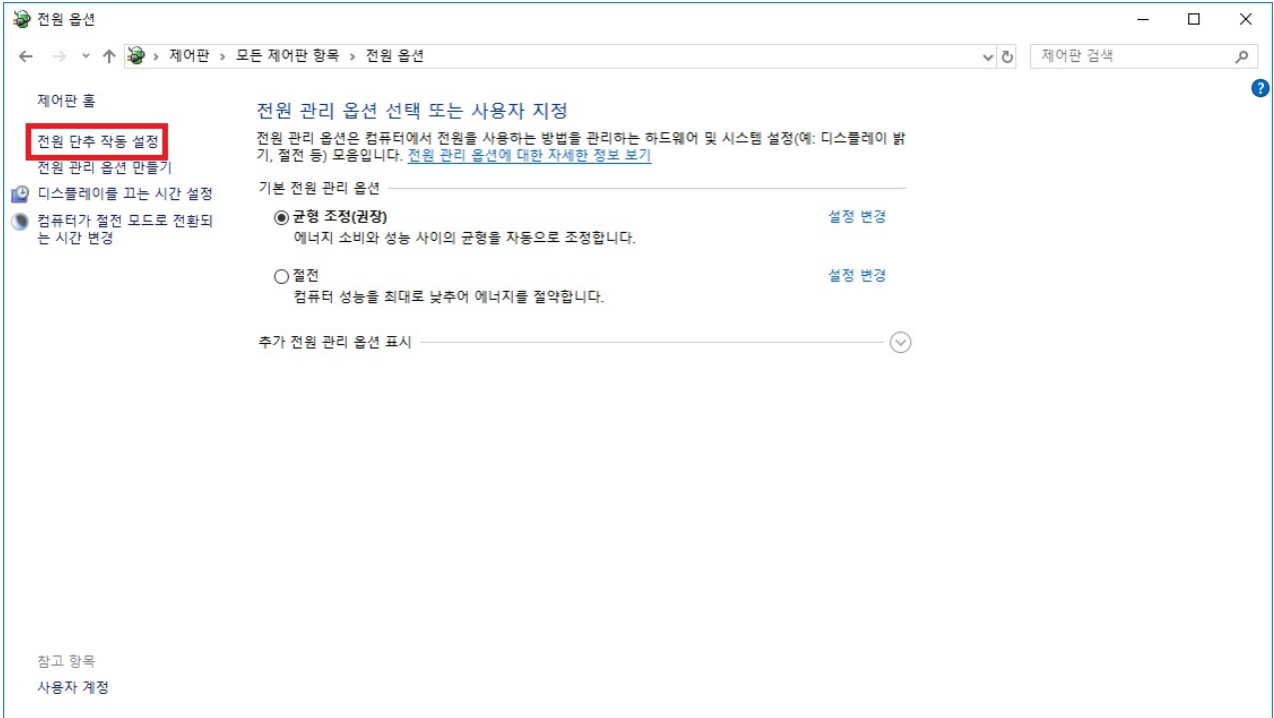 전원 옵션
제어판 › 모든 제어판 항목 › 전원 옵션
제어판 검색
제어판 홈
전원 단추 작동 설정
전원 관리 옵션 만들기
디스플레이를 끄는 시간 설정
컴퓨터가 절전 모드로 전환되
는 시간 변경
전원 관리 옵션 선택 또는 사용자 지정
전원 관리 옵션은 컴퓨터에서 전원을 사용하는 방법을 관리하는 하드웨어 및 시스템 설정(예: 디스플레이 밝
기, 절전 등) 모음입니다. 전원 관리 옵션에 대한 자세한 정보 보기
기본 전원 관리 옵션
균형 조정(권장) 설정 변경
에너지 소비와 성능 사이의 균형을 자동으로 조정합니다.
절전 설정 변경
컴퓨터 성능을 최대로 낮추어 에너지를 절약합니다.
추가 전원 관리 옵션 표시
참고 항목
사용자 계정